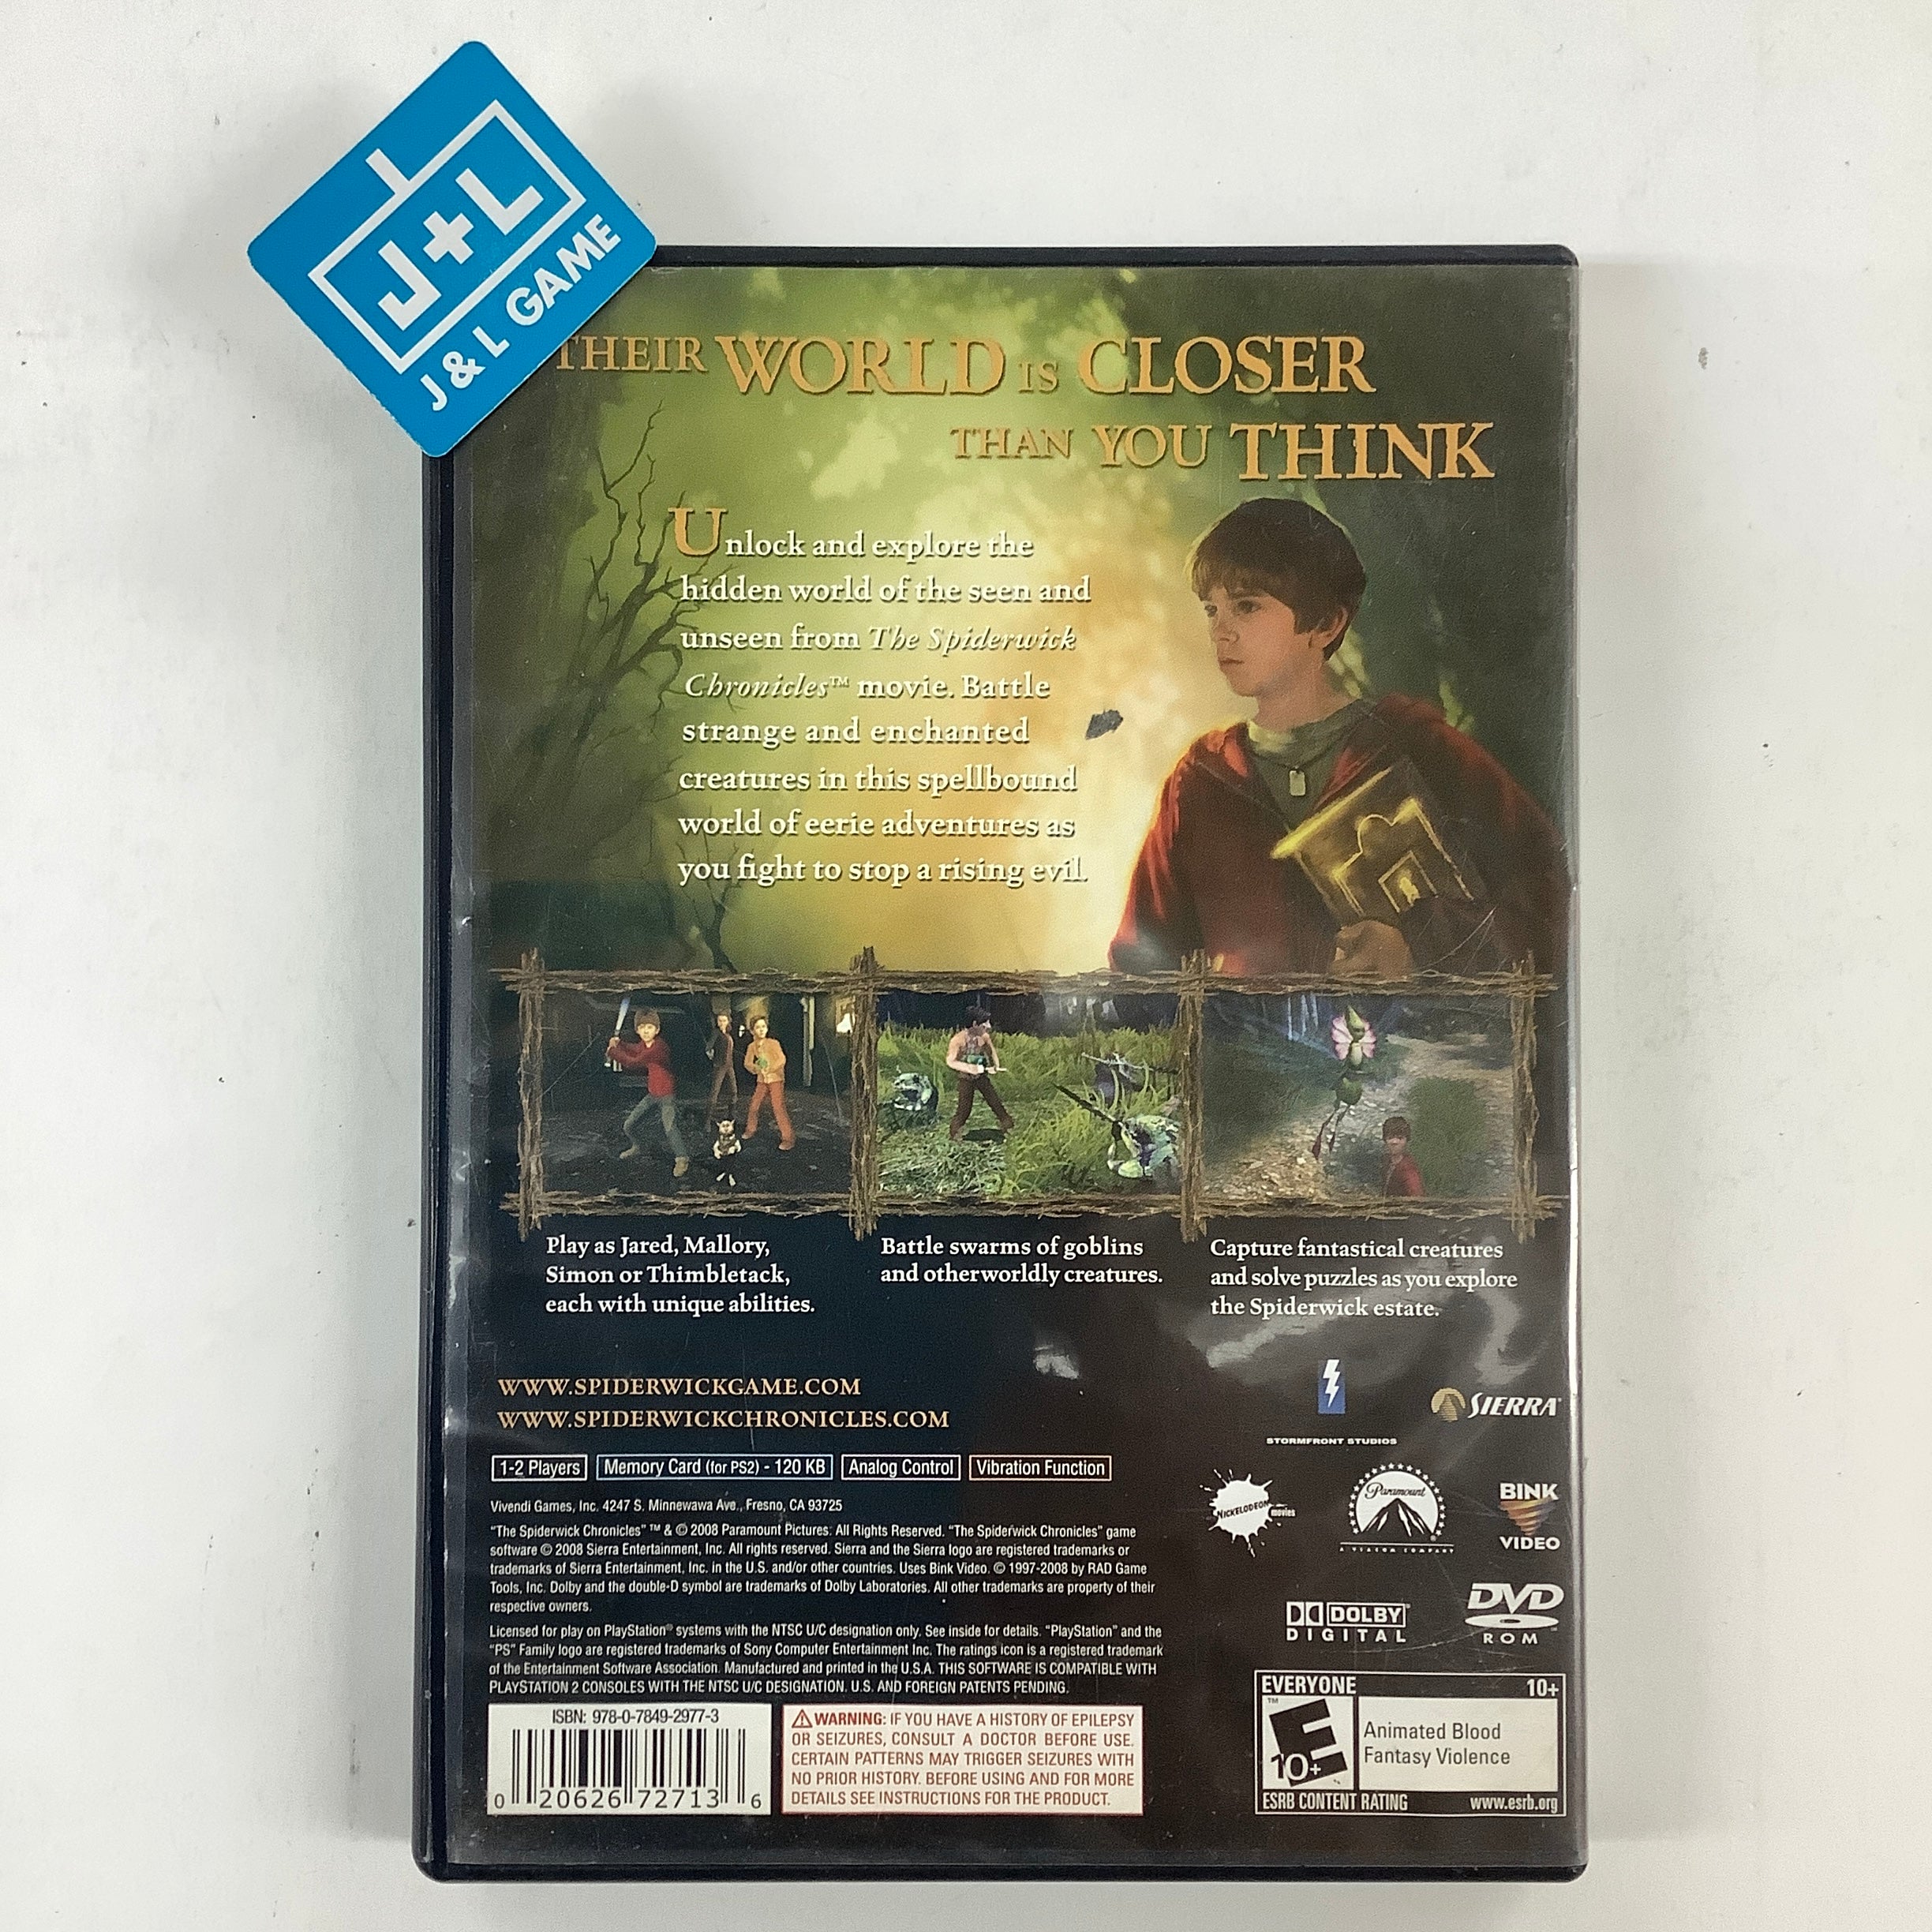 J+L
J & L GAME
THEIR WORLD IS CLOSER
THAN YOU THINK
Unlock and explore the
hidden world of the seen and
unseen from The Spiderwick
Chronicles™ movie. Battle
strange and enchanted
creatures in this spellbound
world of eerie adventures as
you fight to stop a rising evil.
Play as Jared, Mallory,
Simon or Thimbletack,
each with unique abilities.
Battle swarms of goblins
and otherworldly creatures.
Capture fantastical creatures
and solve puzzles as you explore
the Spiderwick estate.
WWW.SPIDERWICKGAME.COM
WWW.SPIDERWICKCHRONICLES.COM
STORMFRONT STUDIOS
SIERRA®
1-2 Players
Memory Card (for PS2) - 120 KB
Analog Control
Vibration Function
NICKELODEON movies
Paramount
A VIACOM COMPANY
BINK
VIDEO
Vivendi Games, Inc. 4247 S. Minnewawa Ave., Fresno, CA 93725
"The Spiderwick Chronicles" ™ & © 2008 Paramount Pictures. All Rights Reserved. "The Spiderwick Chronicles" game
software © 2008 Sierra Entertainment, Inc. All rights reserved. Sierra and the Sierra logo are registered trademarks or
trademarks of Sierra Entertainment, Inc. in the U.S. and/or other countries. Uses Bink Video. © 1997-2008 by RAD Game
Tools, Inc. Dolby and the double-D symbol are trademarks of Dolby Laboratories. All other trademarks are property of their
respective owners.
Licensed for play on PlayStation® systems with the NTSC U/C designation only. See inside for details. "PlayStation" and the
"PS" Family logo are registered trademarks of Sony Computer Entertainment Inc. The ratings icon is a registered trademark
of the Entertainment Software Association. Manufactured and printed in the U.S.A. THIS SOFTWARE IS COMPATIBLE WITH
PLAYSTATION 2 CONSOLES WITH THE NTSC U/C DESIGNATION. U.S. AND FOREIGN PATENTS PENDING.
DOLBY
DIGITAL
DVD
ROM
ISBN: 978-0-7849-2977-3
0 20626 72713 6
WARNING: IF YOU HAVE A HISTORY OF EPILEPSY
OR SEIZURES, CONSULT A DOCTOR BEFORE USE.
CERTAIN PATTERNS MAY TRIGGER SEIZURES WITH
NO PRIOR HISTORY. BEFORE USING AND FOR MORE
DETAILS SEE INSTRUCTIONS FOR THE PRODUCT.
EVERYONE 10+
E
10+
Animated Blood
Fantasy Violence
ESRB CONTENT RATING www.esrb.org